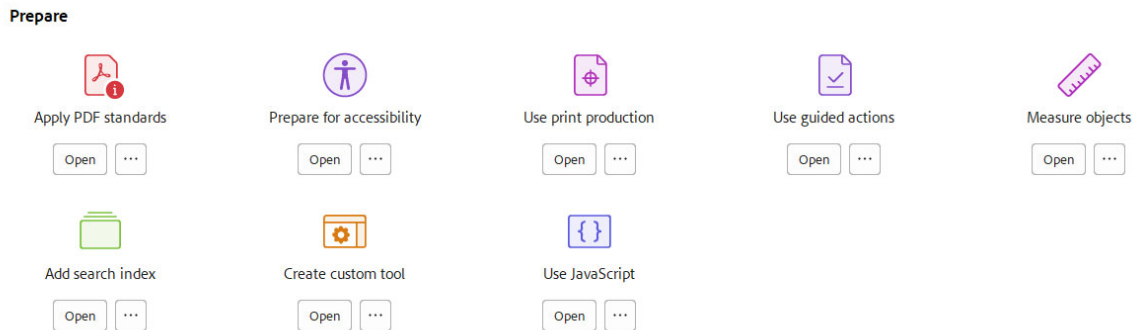 Prepare
Apply PDF standards Prepare for accessibility Use print production Use guided actions Measure objects
Open ... Open ... Open ... Open ... Open ...
Add search index Create custom tool Use JavaScript
Open ... Open ... Open ...